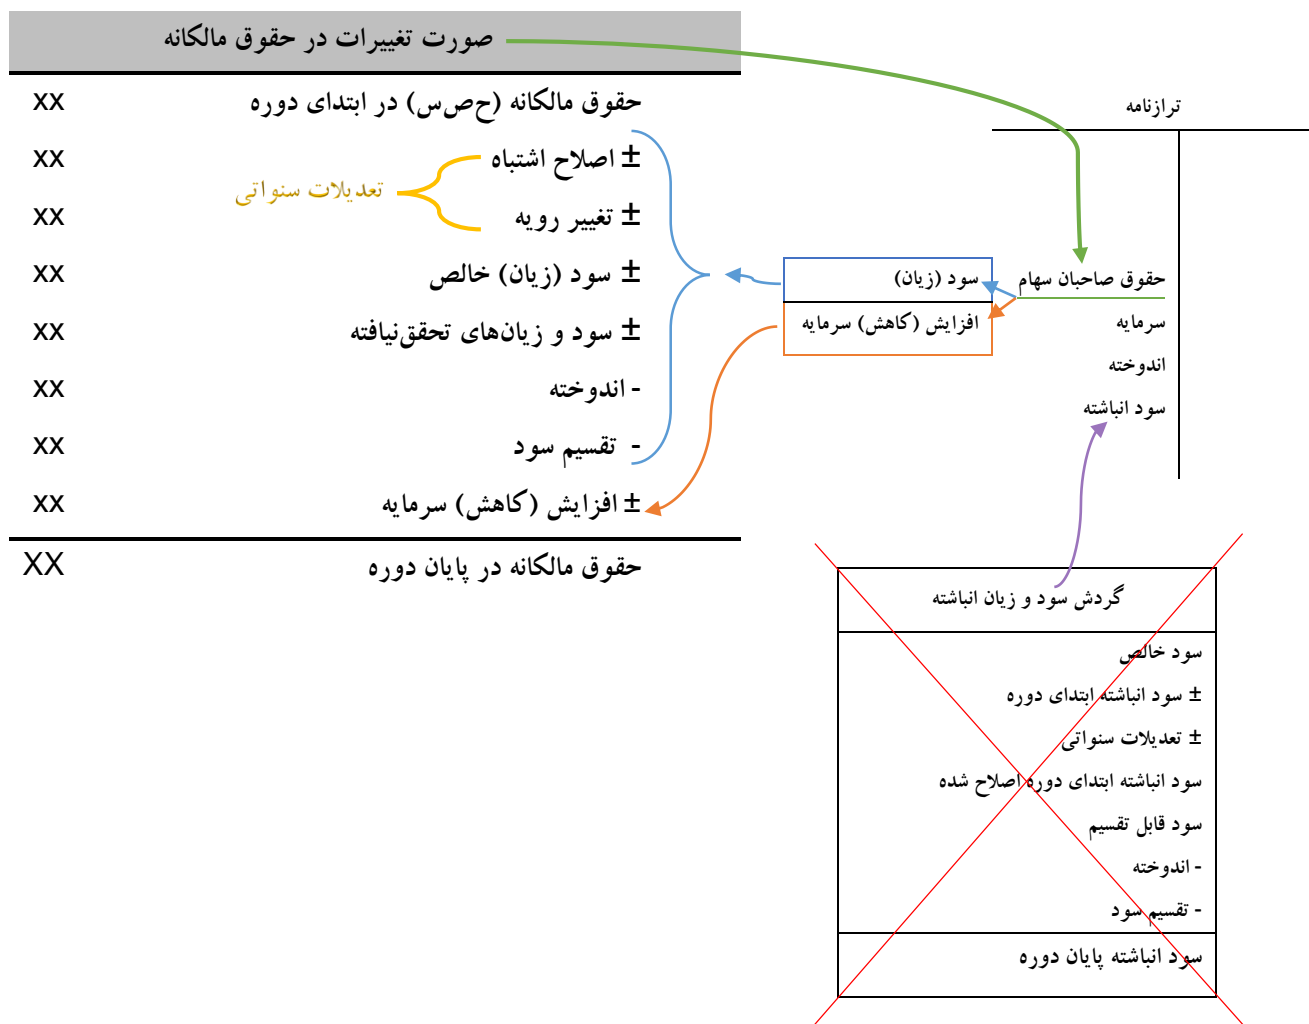 صورت تغییرات در حقوق مالکانه
حقوق مالکانه (ح‌ص‌س) در ابتدای دوره xx
± اصلاح اشتباه xx
± تغییر رویه xx
تعدیلات سنواتی
± سود (زیان) خالص xx
± سود و زیان‌های تحقق‌نیافته xx
- اندوخته xx
- تقسیم سود xx
± افزایش (کاهش) سرمایه xx
حقوق مالکانه در پایان دوره XX
ترازنامه
حقوق صاحبان سهام
سرمایه
اندوخته
سود انباشته
سود (زیان)
افزایش (کاهش) سرمایه
گردش سود و زیان انباشته
سود خالص
± سود انباشته ابتدای دوره
± تعدیلات سنواتی
سود انباشته ابتدای دوره اصلاح شده
سود قابل تقسیم
- اندوخته
- تقسیم سود
سود انباشته پایان دوره